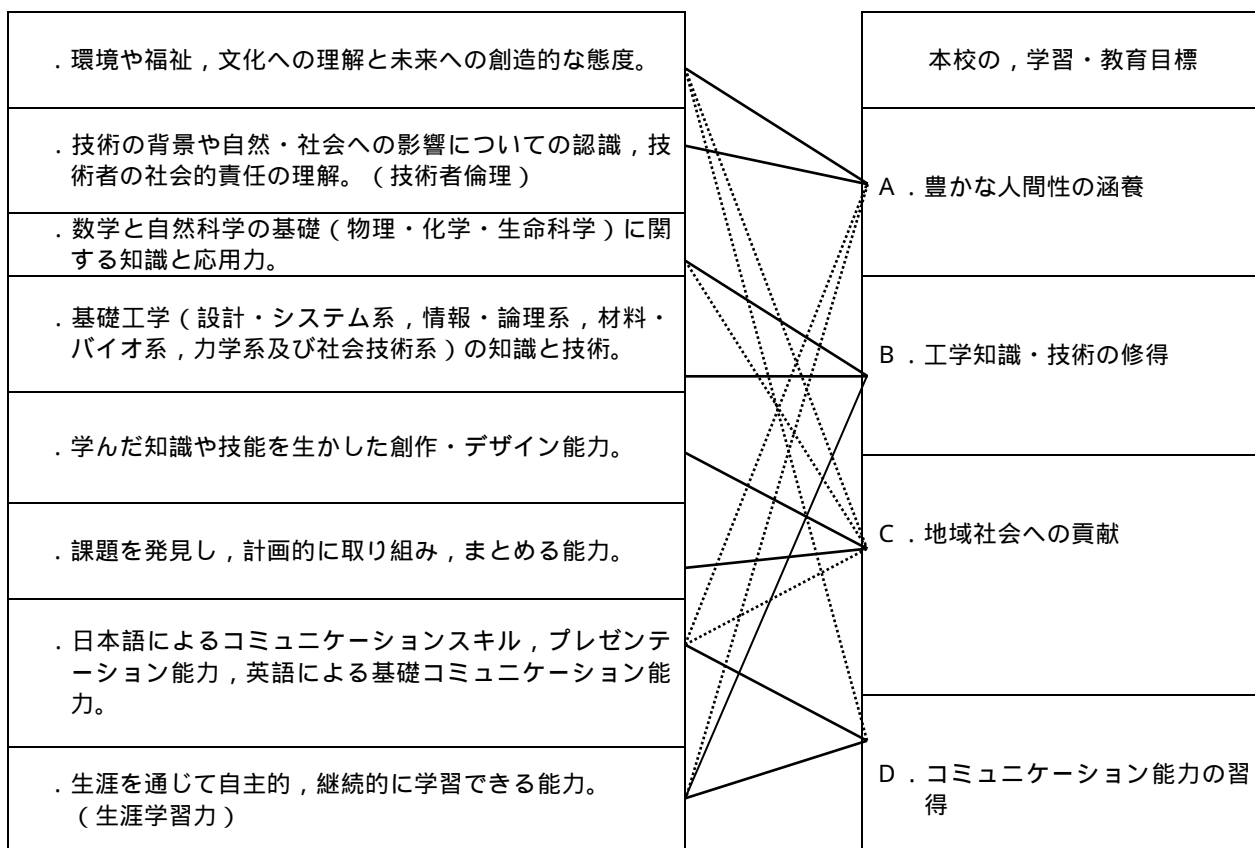 ．環境や福祉，文化への理解と未来への創造的な態度。
．技術の背景や自然・社会への影響についての認識，技
術者の社会的責任の理解。（技術者倫理）
．数学と自然科学の基礎（物理・化学・生命科学）に関
する知識と応用力。
．基礎工学（設計・システム系，情報・論理系，材料・
バイオ系，力学系及び社会技術系）の知識と技術。
．学んだ知識や技能を生かした創作・デザイン能力。
．課題を発見し，計画的に取り組み，まとめる能力。
．日本語によるコミュニケーションスキル，プレゼンテ
ーション能力，英語による基礎コミュニケーション能
力。
．生涯を通じて自主的，継続的に学習できる能力。
（生涯学習力）
本校の，学習・教育目標
A．豊かな人間性の涵養
B．工学知識・技術の修得
C．地域社会への貢献
D．コミュニケーション能力の習
得